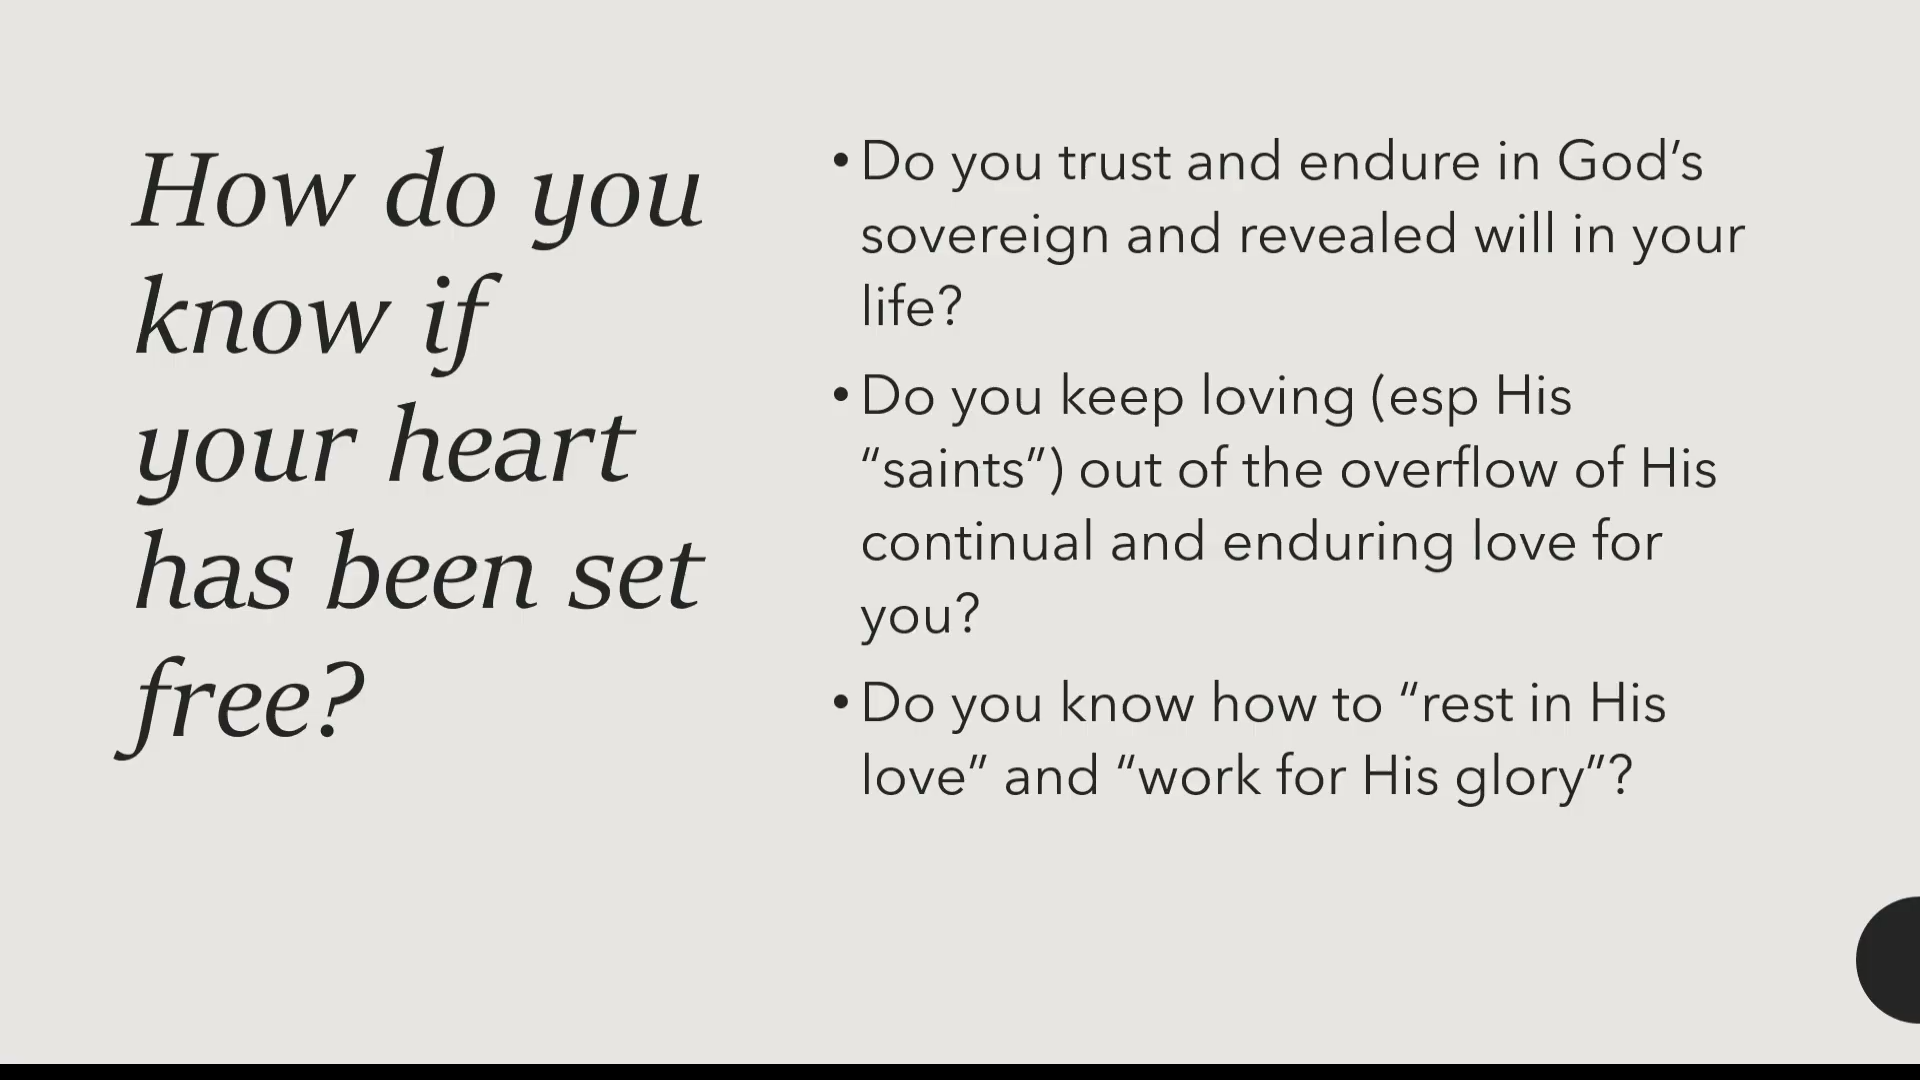 How do you
know if
your heart
has been set
free?
• Do you trust and endure in God’s
sovereign and revealed will in your
life?
• Do you keep loving (esp His
“saints”) out of the overflow of His
continual and enduring love for
you?
• Do you know how to “rest in His
love” and “work for His glory”?